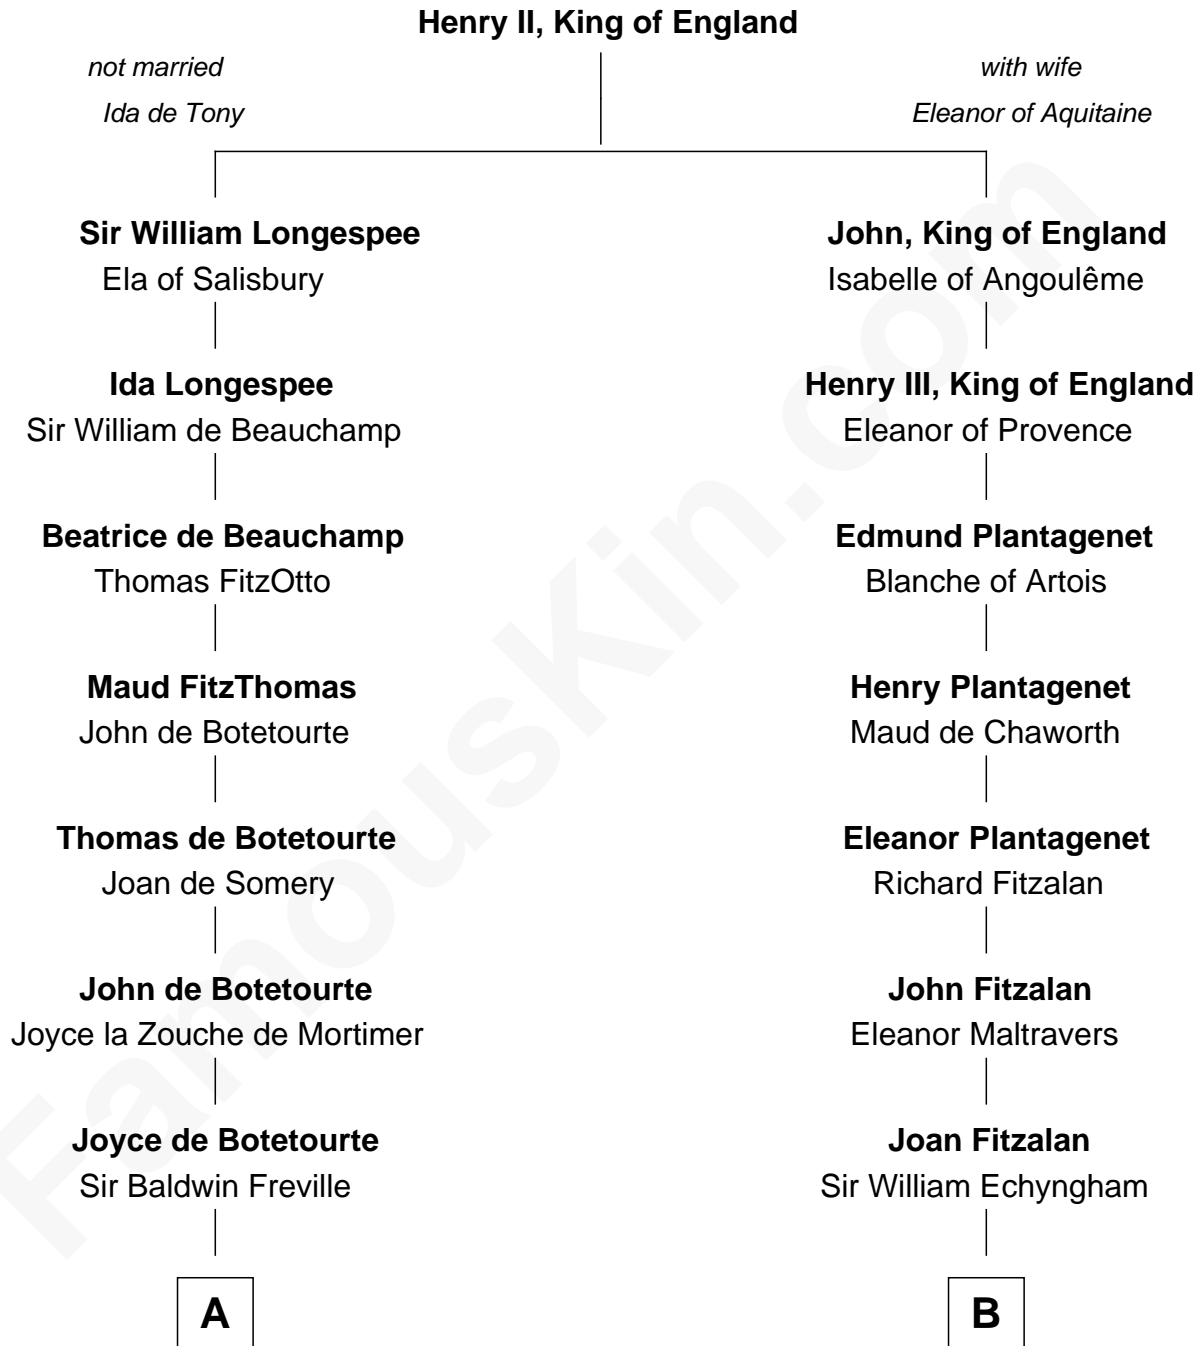 Henry II, King of England
not married
Ida de Tony
with wife
Eleanor of Aquitaine
Sir William Longespee
Ela of Salisbury
John, King of England
Isabelle of Angoulême
Ida Longespee
Sir William de Beauchamp
Henry III, King of England
Eleanor of Provence
Beatrice de Beauchamp
Thomas FitzOtto
Edmund Plantagenet
Blanche of Artois
Maud FitzThomas
John de Botetourte
Henry Plantagenet
Maud de Chaworth
Thomas de Botetourte
Joan de Somery
Eleanor Plantagenet
Richard Fitzalan
John de Botetourte
Joyce la Zouche de Mortimer
John Fitzalan
Eleanor Maltravers
Joyce de Botetourte
Sir Baldwin Freville
Joan Fitzalan
Sir William Echyngham
A
B
FamousKin.com